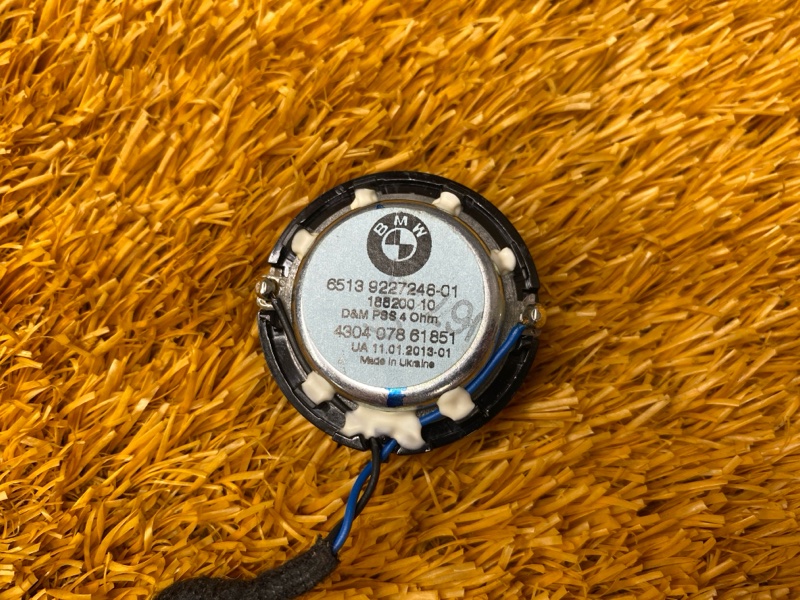 BMW
6513 9227246-01
188200 10
D&M PSS 4 Ohm
4304 078 61851
UA 11.01.2013-01
Made in Ukraine